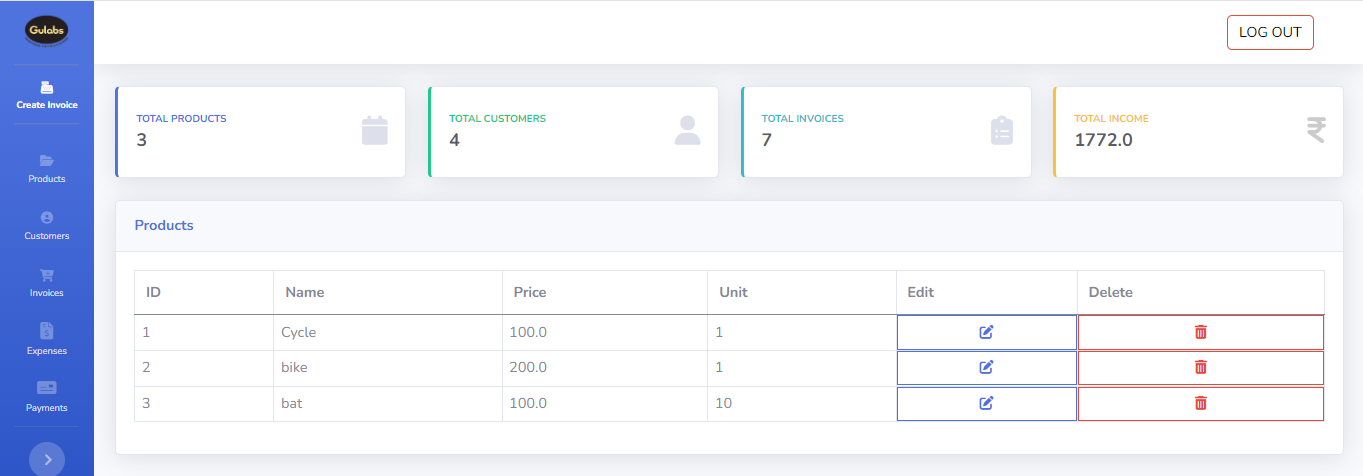 Gulabs
LOG OUT
Create Invoice
Products
Customers
Invoices
Expenses
Payments
TOTAL PRODUCTS
3
TOTAL CUSTOMERS
4
TOTAL INVOICES
7
TOTAL INCOME
1772.0
Products
ID Name Price Unit Edit Delete
1 Cycle 100.0 1
2 bike 200.0 1
3 bat 100.0 10